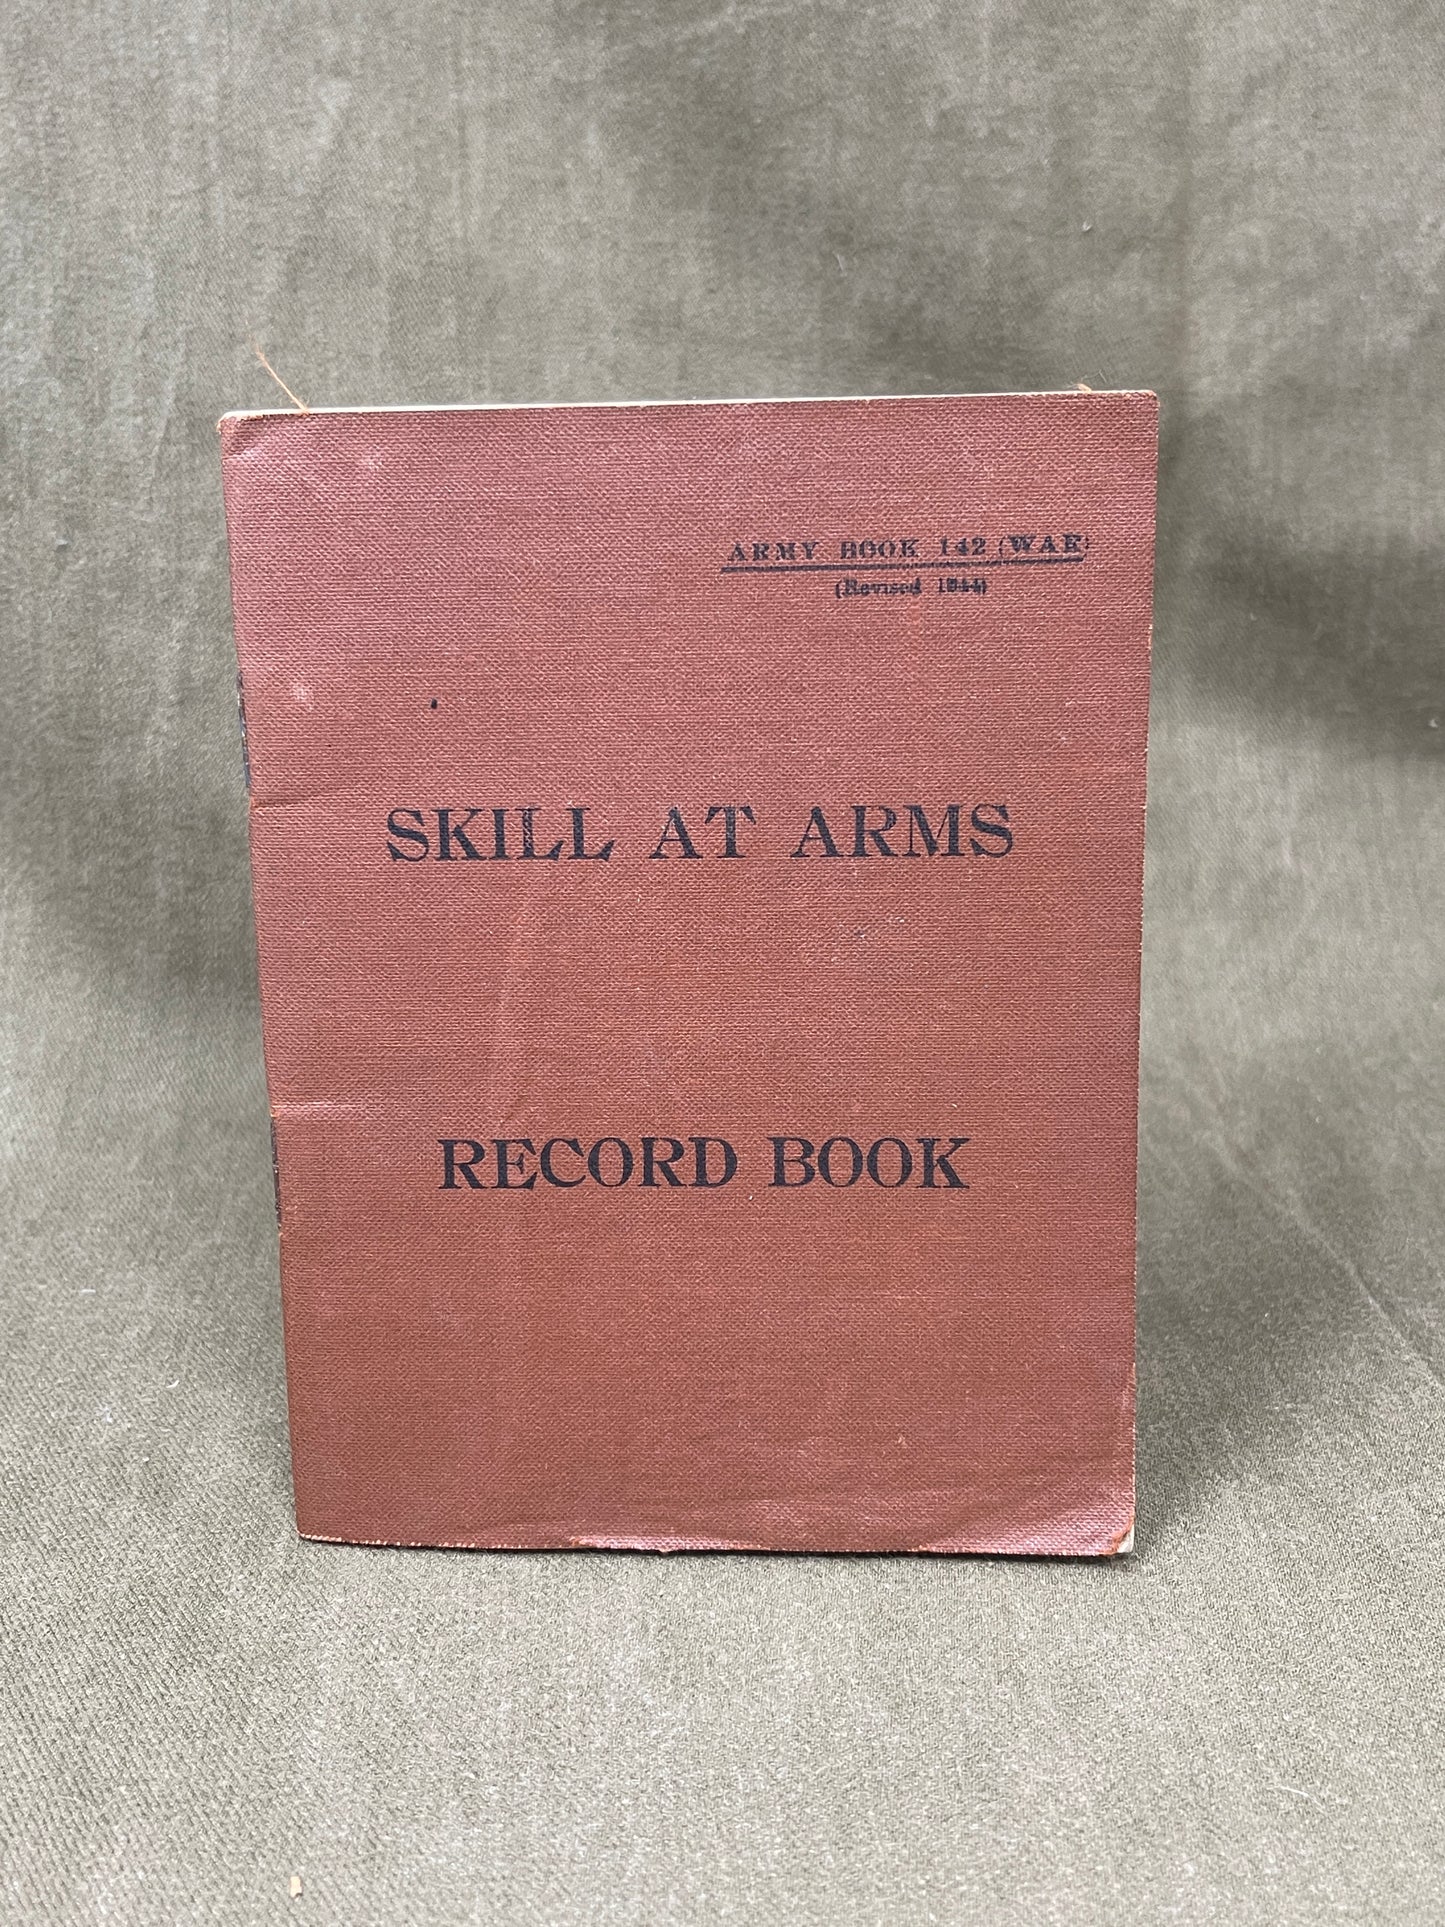 ARMY BOOK 142 (WAR)
(Revised 1944)
SKILL AT ARMS
RECORD BOOK